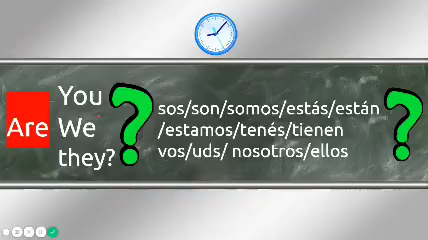 Are
You
We
they?
sos/son/somos/estás/están
/estamos/tenés/tienen
vos/uds/ nosotros/ellos